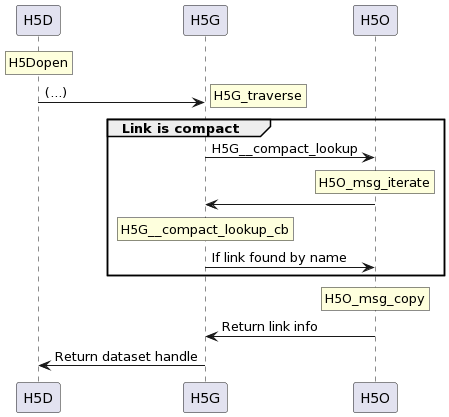 H5D H5G H5O
H5Dopen
(...)
H5G_traverse
Link is compact
H5G__compact_lookup
H5O_msg_iterate
H5G__compact_lookup_cb
If link found by name
H5O_msg_copy
Return link info
Return dataset handle
H5D H5G H5O